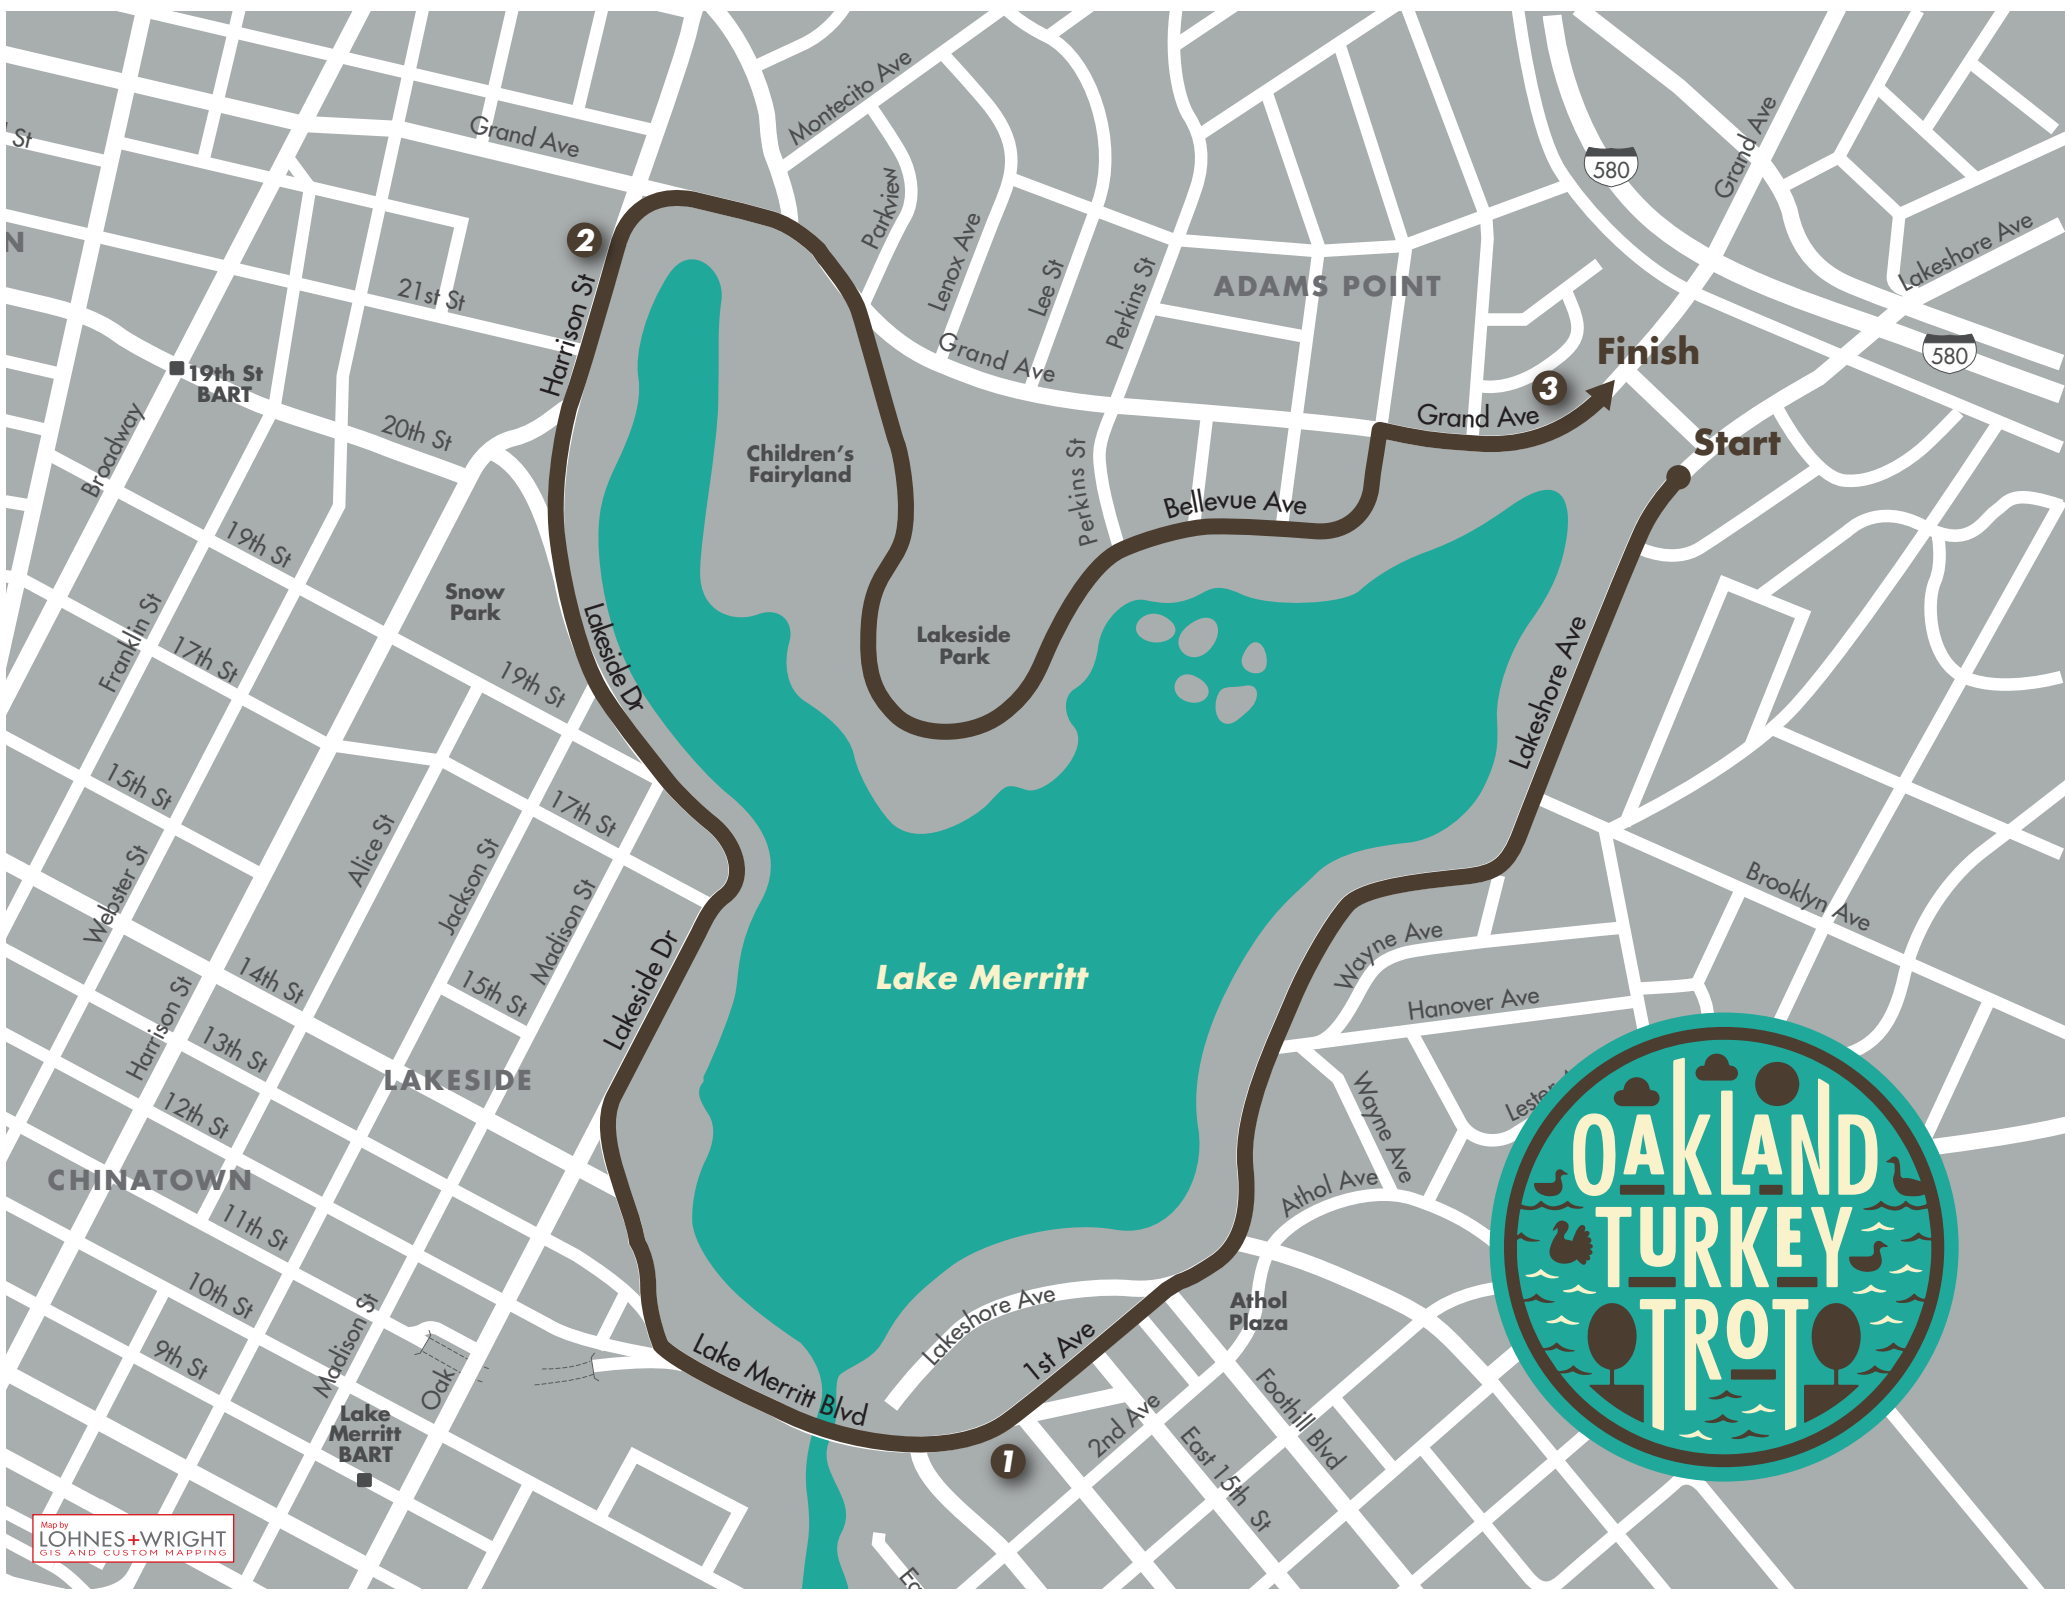 Montecito Ave
Grand Ave
St
580
Grand Ave
Parkview
Lenox Ave
Lee St
Perkins St
Lakeshore Ave
N
2
21st St
Harrison St
ADAMS POINT
Grand Ave
Finish
580
19th St
BART
3
Broadway
20th St
Grand Ave
Start
Children's
Fairyland
Perkins St
Bellevue Ave
19th St
Snow
Park
Lakeside Dr
Lakeside
Park
Franklin St
17th St
19th St
Lakeshore Ave
15th St
17th St
Alice St
Jackson St
Madison St
Webster St
Brooklyn Ave
Lakeside Dr
Lake Merritt
Wayne Ave
14th St
15th St
Hanover Ave
Harrison St
13th St
LAKESIDE
12th St
Wayne Ave
Lester
OAKLAND
TURKEY
TROT
CHINATOWN
Athol Ave
11th St
10th St
Madison St
9th St
Oak
Lakeshore Ave
Athol
Plaza
1st Ave
Lake Merritt Blvd
Lake
Merritt
BART
1
2nd Ave
Foothill Blvd
East 15th St
Map by
LOHNES+WRIGHT
GIS AND CUSTOM MAPPING